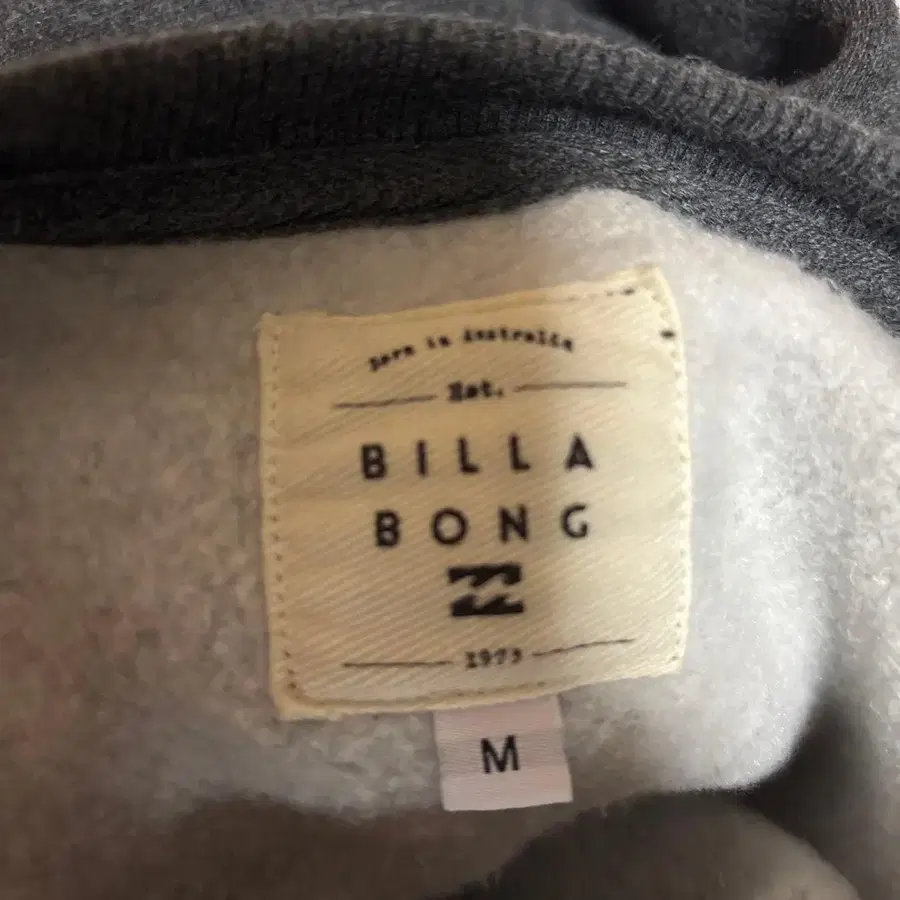 Born in Australia
Est.
BILLA
BONG
1973
M